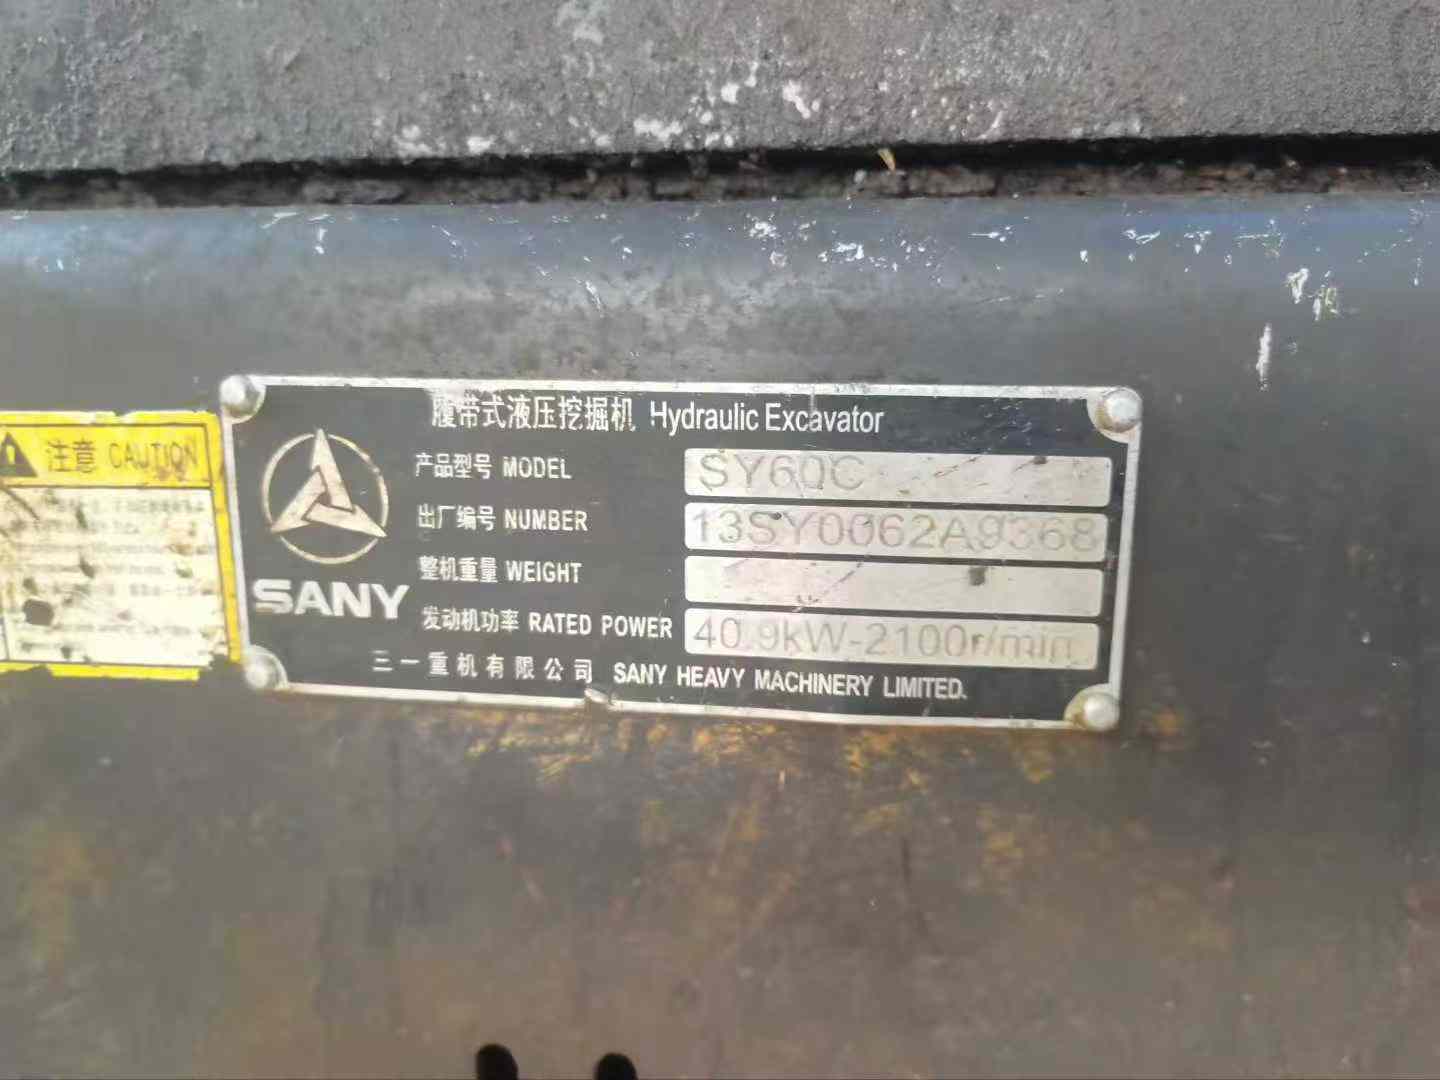 注意 CAUTION
履带式液压挖掘机 Hydraulic Excavator
产品型号 MODEL SY60C
出厂编号 NUMBER 13SY0062A9368
整机重量 WEIGHT
发动机功率 RATED POWER 40.9kW-2100r/min
SANY
三一重机有限公司 SANY HEAVY MACHINERY LIMITED.